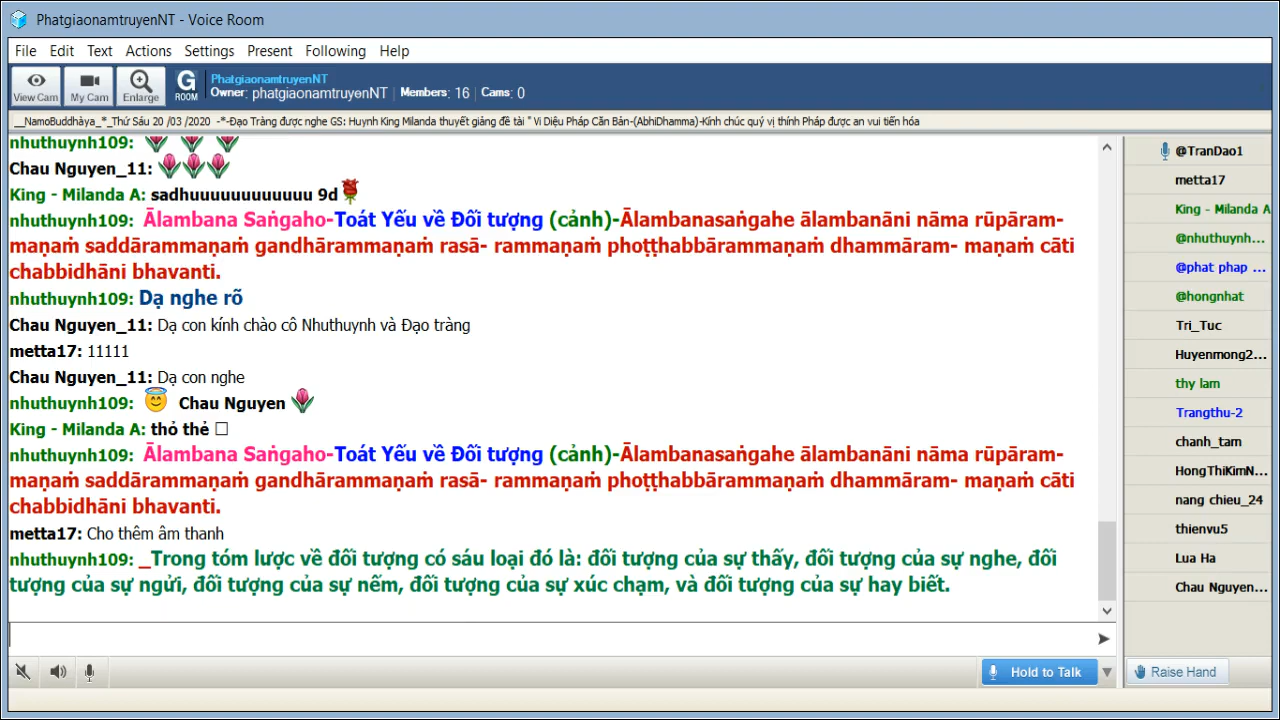 PhatgiaonamtruyenNT - Voice Room
File Edit Text Actions Settings Present Following Help
View Cam My Cam Enlarge G ROOM
PhatgiaonamtruyenNT
Owner: phatgiaonamtruyenNT Members: 16 Cams: 0
__NamoBuddhàya_*_Thứ Sáu 20 /03 /2020 -*-Đạo Tràng được nghe GS: Huynh King Milanda thuyết giảng đề tài " Vi Diệu Pháp Căn Bản-(AbhiDhamma)-Kính chúc quý vị thính Pháp được an vui tiến hóa
nhuthuynh109:
Chau Nguyen_11:
King - Milanda A: sadhuuuuuuuuuuuu 9d
nhuthuynh109: Ālambana Saṅgaho-Toát Yếu về Đối tượng (cảnh)-Ālambanasaṅgahe ālambanāni nāma rūpāram-
maṇaṁ saddārammaṇaṁ gandhārammaṇaṁ rasā- rammaṇaṁ phoṭṭhabbārammaṇaṁ dhammāram- maṇaṁ cāti
chabbidhāni bhavanti.
nhuthuynh109: Dạ nghe rõ
Chau Nguyen_11: Dạ con kính chào cô Nhuthuynh và Đạo tràng
metta17: 11111
Chau Nguyen_11: Dạ con nghe
nhuthuynh109: Chau Nguyen
King - Milanda A: thỏ thẻ □
nhuthuynh109: Ālambana Saṅgaho-Toát Yếu về Đối tượng (cảnh)-Ālambanasaṅgahe ālambanāni nāma rūpāram-
maṇaṁ saddārammaṇaṁ gandhārammaṇaṁ rasā- rammaṇaṁ phoṭṭhabbārammaṇaṁ dhammāram- maṇaṁ cāti
chabbidhāni bhavanti.
metta17: Cho thêm âm thanh
nhuthuynh109: _Trong tóm lược về đối tượng có sáu loại đó là: đối tượng của sự thấy, đối tượng của sự nghe, đối
tượng của sự ngửi, đối tượng của sự nếm, đối tượng của sự xúc chạm, và đối tượng của sự hay biết.
@TranDao1
metta17
King - Milanda A
@nhuthuynh...
@phat phap ...
@hongnhat
Tri_Tuc
Huyenmong2...
thy lam
Trangthu-2
chanh_tam
HongThiKimN...
nang chieu_24
thienvu5
Lua Ha
Chau Nguyen...
Hold to Talk
Raise Hand